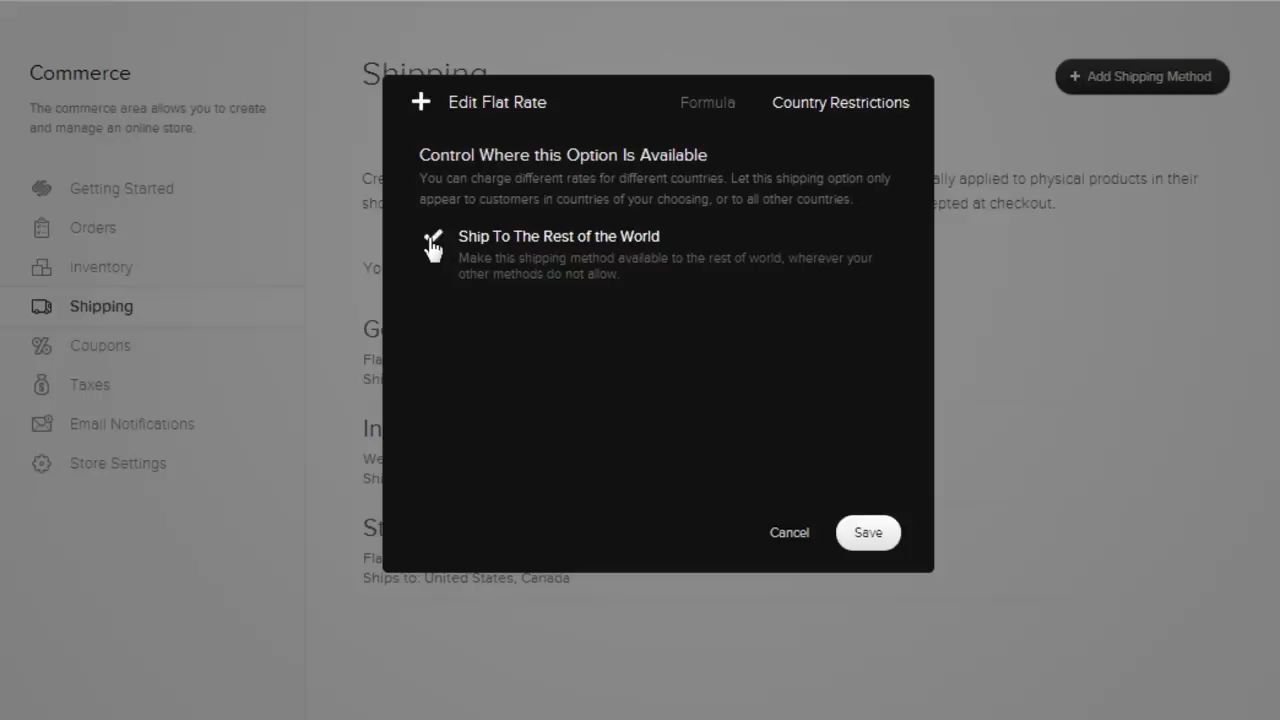 Commerce
The commerce area allows you to create
and manage an online store.
Getting Started
Orders
Inventory
Shipping
Coupons
Taxes
Email Notifications
Store Settings
Shipping
+ Add Shipping Method
ally applied to physical products in their
epted at checkout.
Edit Flat Rate
Formula
Country Restrictions
Control Where this Option Is Available
You can charge different rates for different countries. Let this shipping option only
appear to customers in countries of your choosing, or to all other countries.
Ship To The Rest of the World
Make this shipping method available to the rest of world, wherever your
other methods do not allow.
Cancel
Save
Ships to: United States, Canada